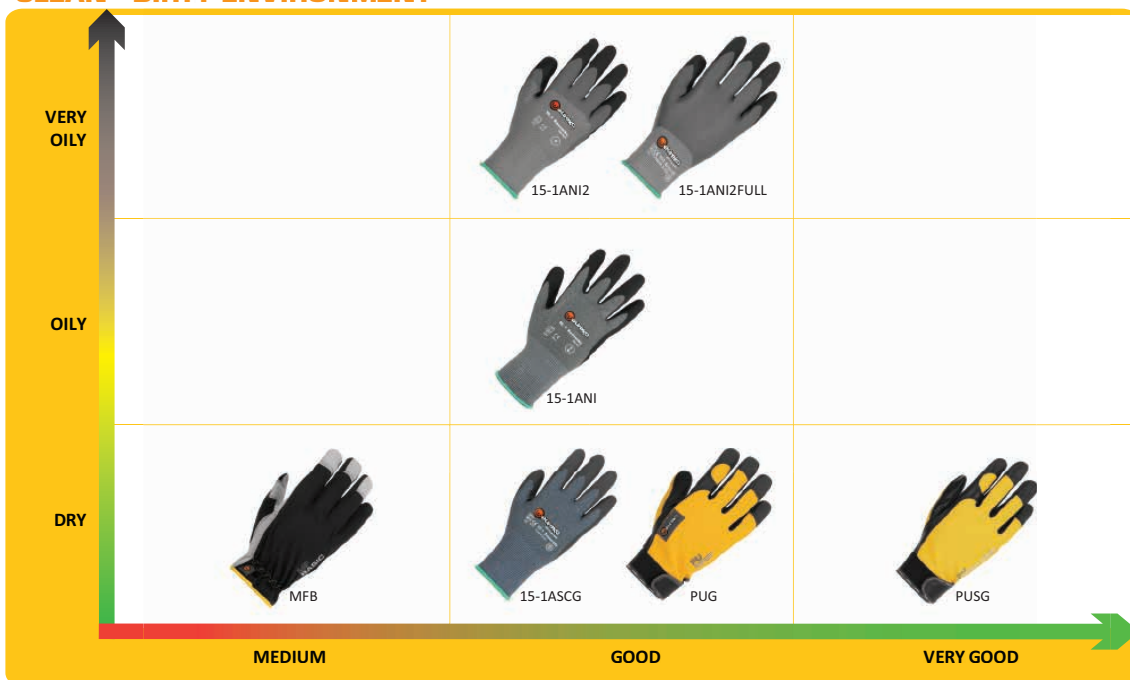 VERY
OILY
15-1ANI2
15-1ANI2FULL
OILY
15-1ANI
DRY
MFB
15-1ASCG
PUG
PUSG
MEDIUM
GOOD
VERY GOOD